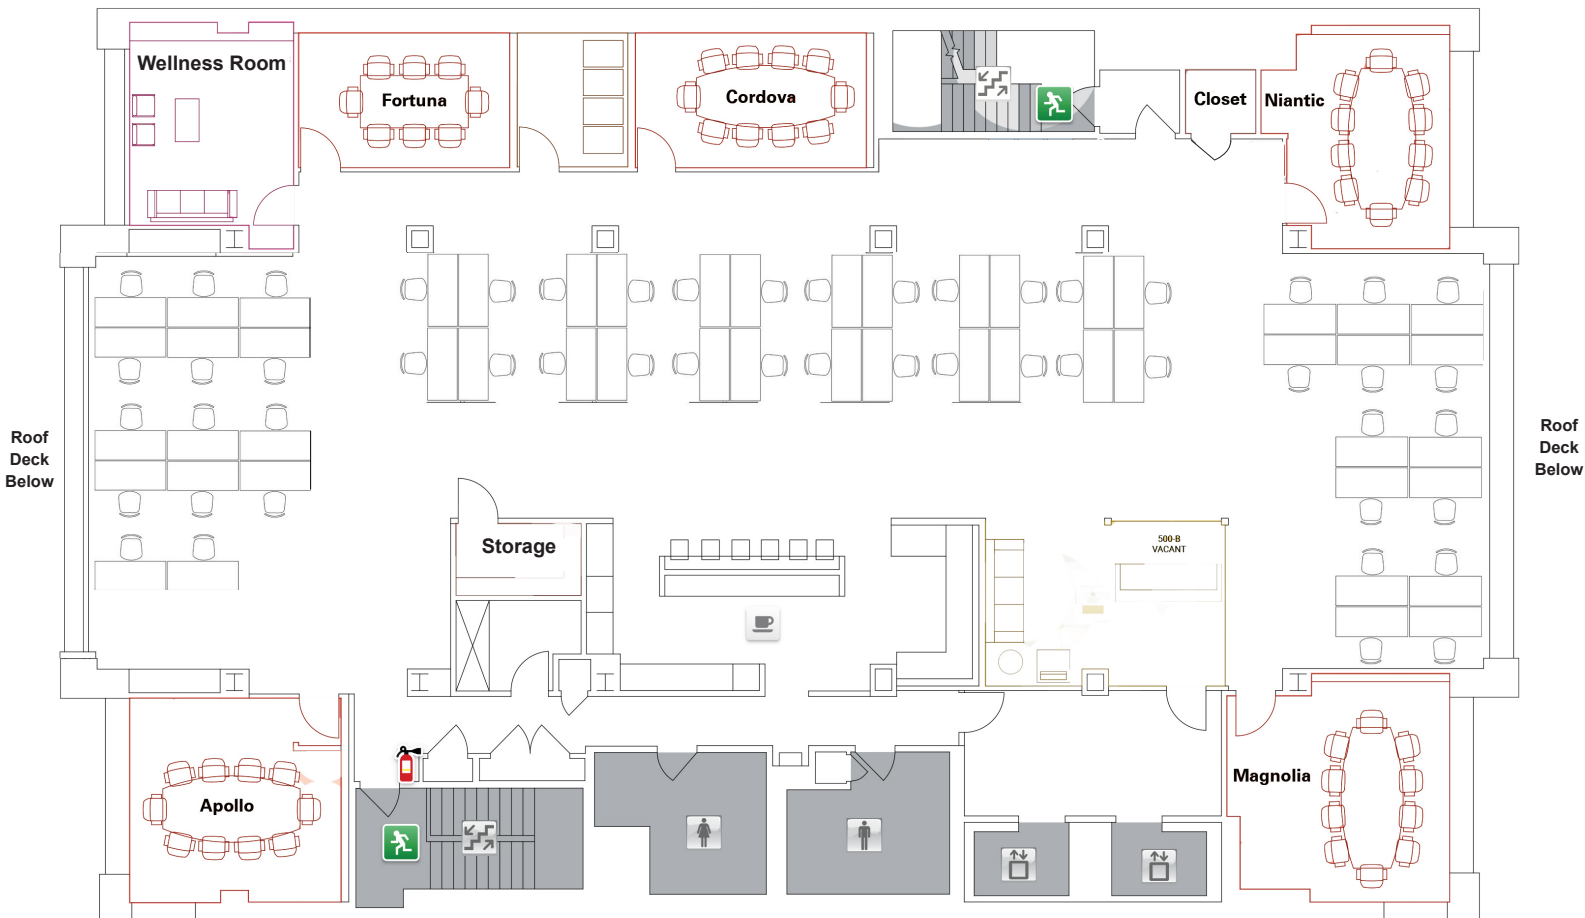 Wellness Room
Fortuna
Cordova
Closet
Niantic
Roof
Deck
Below
Roof
Deck
Below
Storage
500-B
VACANT
Apollo
Magnolia